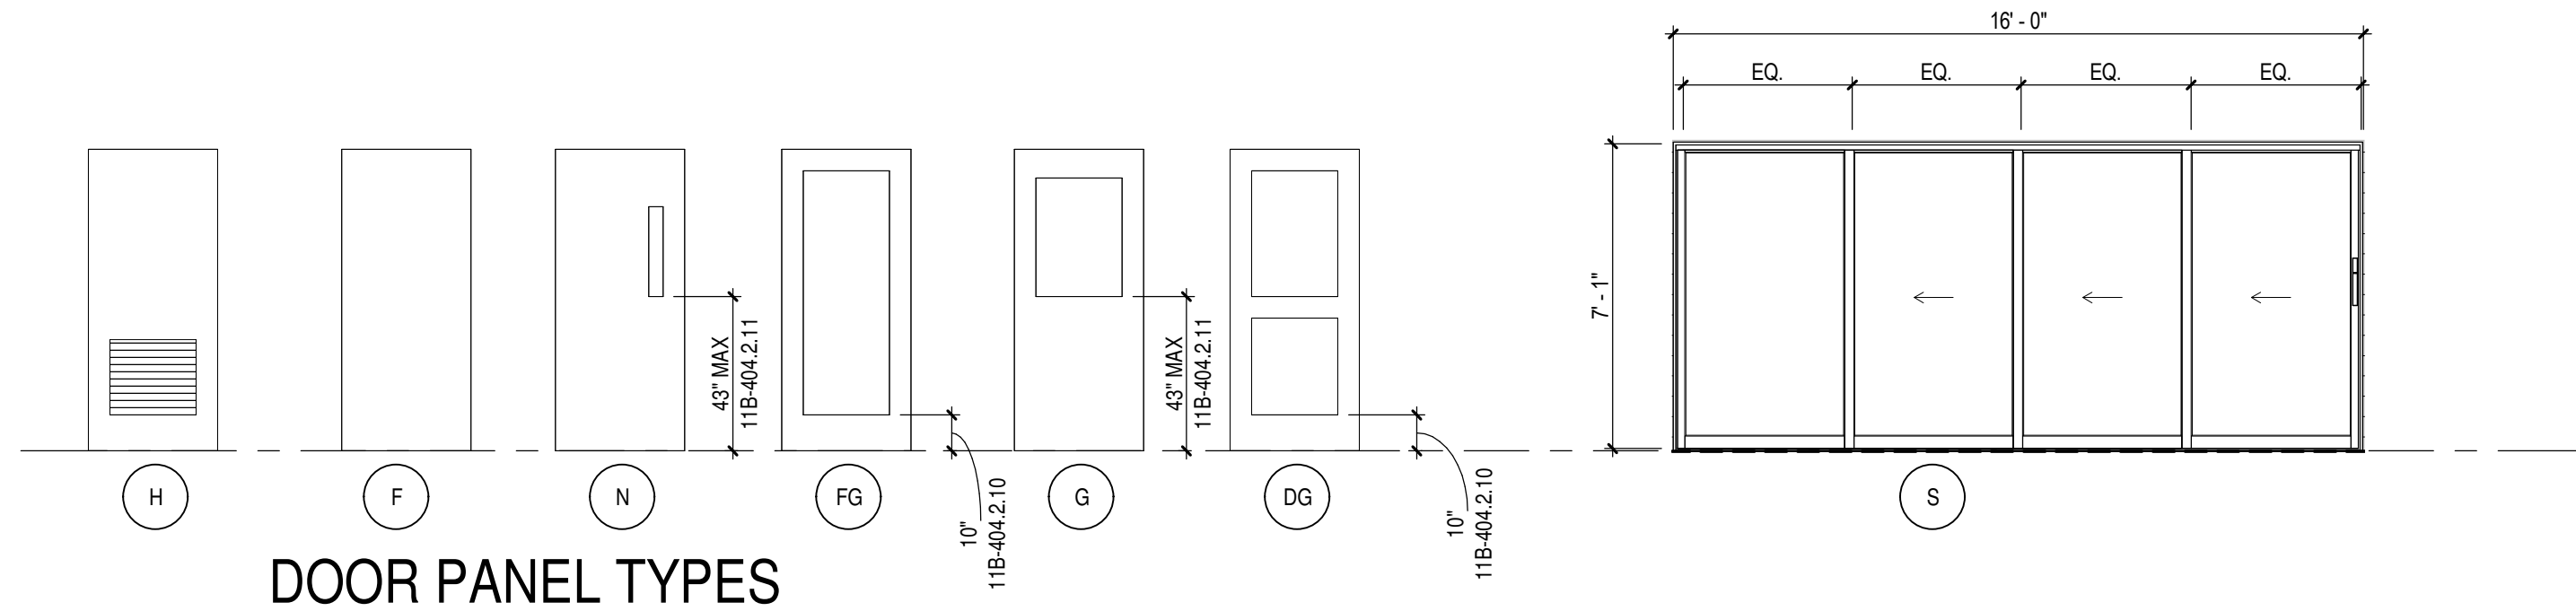 16' - 0"
EQ.
EQ.
EQ.
EQ.
7' - 1"
43" MAX
11B-404.2.11
43" MAX
11B-404.2.11
10"
11B-404.2.10
10"
11B-404.2.10
H
F
N
FG
G
DG
S
DOOR PANEL TYPES